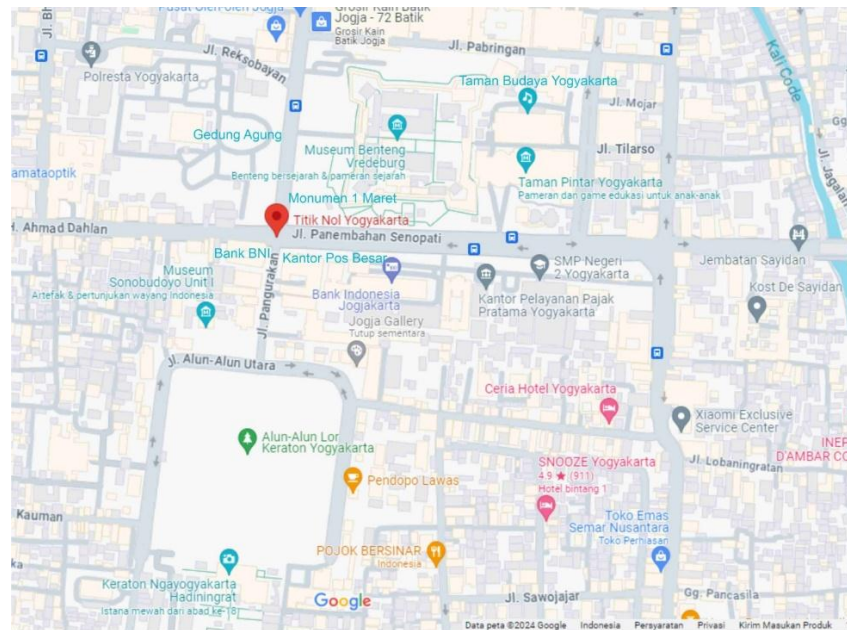 Pusat Oleh oleh Jogja
Grosir Kain Batik
Jogja - 72 Batik
Grosir Kain
Batik Jogja
Jl. Pabringan
Jl. Reksobayan
Polresta Yogyakarta
Kali Code
Taman Budaya Yogyakarta
Jl. Mojar
Gedung Agung
Museum Benteng
Vredeburg
Benteng bersejarah & pameran sejarah
Jl. Tilarso
Jl. Jagalan
amataoptik
Taman Pintar Yogyakarta
Pameran dan game edukasi untuk anak-anak
Monumen 1 Maret
Titik Nol Yogyakarta
H. Ahmad Dahlan
Jl. Panembahan Senopati
Bank BNI
Kantor Pos Besar
Jembatan Sayidan
Museum
Sonobudoyo Unit I
Artefak & pertunjukan wayang Indonesia
SMP Negeri
2 Yogyakarta
Jl. Pangurakan
Bank Indonesia
Jogjakarta
Kantor Pelayanan Pajak
Pratama Yogyakarta
Kost De Sayidan
Jogja Gallery
Tutup sementara
Jl. Alun-Alun Utara
Ceria Hotel Yogyakarta
Xiaomi Exclusive
Service Center
Alun-Alun Lor
Keraton Yogyakarta
D'AMBAR CO
Jl. Lobaningratan
SNOOZE Yogyakarta
4.9 ★ (911)
Hotel bintang 1
Pendopo Lawas
Kauman
Toko Emas
Semar Nusantara
Toko Perhiasan
POJOK BERSINAR
Indonesia
Keraton Ngayogyakarta
Hadiningrat
Istana mewah dari abad ke-18
Google
Jl. Sawojajar
Gg. Pancasila
Data peta ©2024 Google Indonesia Persyaratan Privasi Kirim Masukan Produk